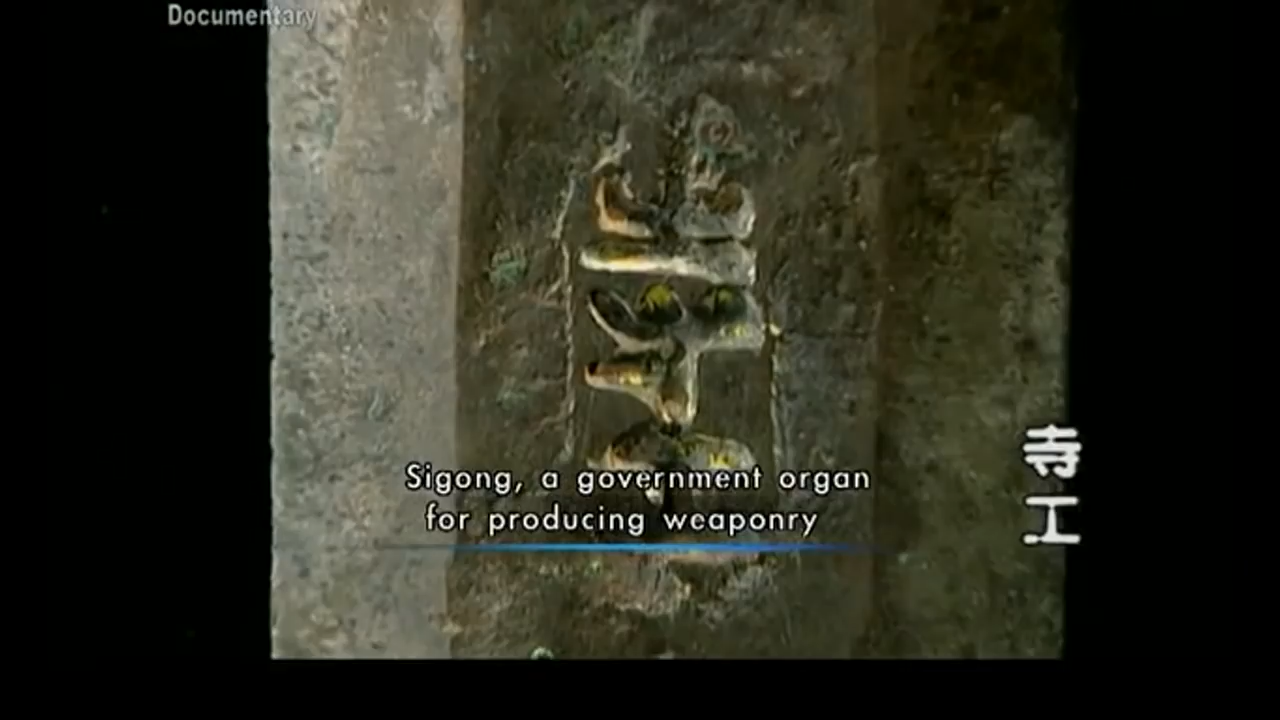 Documentary
Sigong, a government organ
for producing weaponry
寺
工